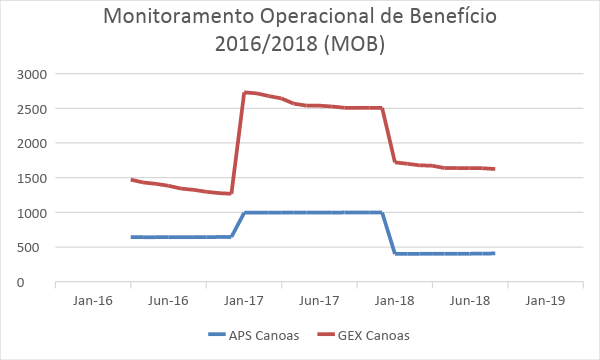 Monitoramento Operacional de Benefício
2016/2018 (MOB)
3000
2500
2000
1500
1000
500
0
Jan-16 Jun-16 Jan-17 Jun-17 Jan-18 Jun-18 Jan-19
APS Canoas GEX Canoas